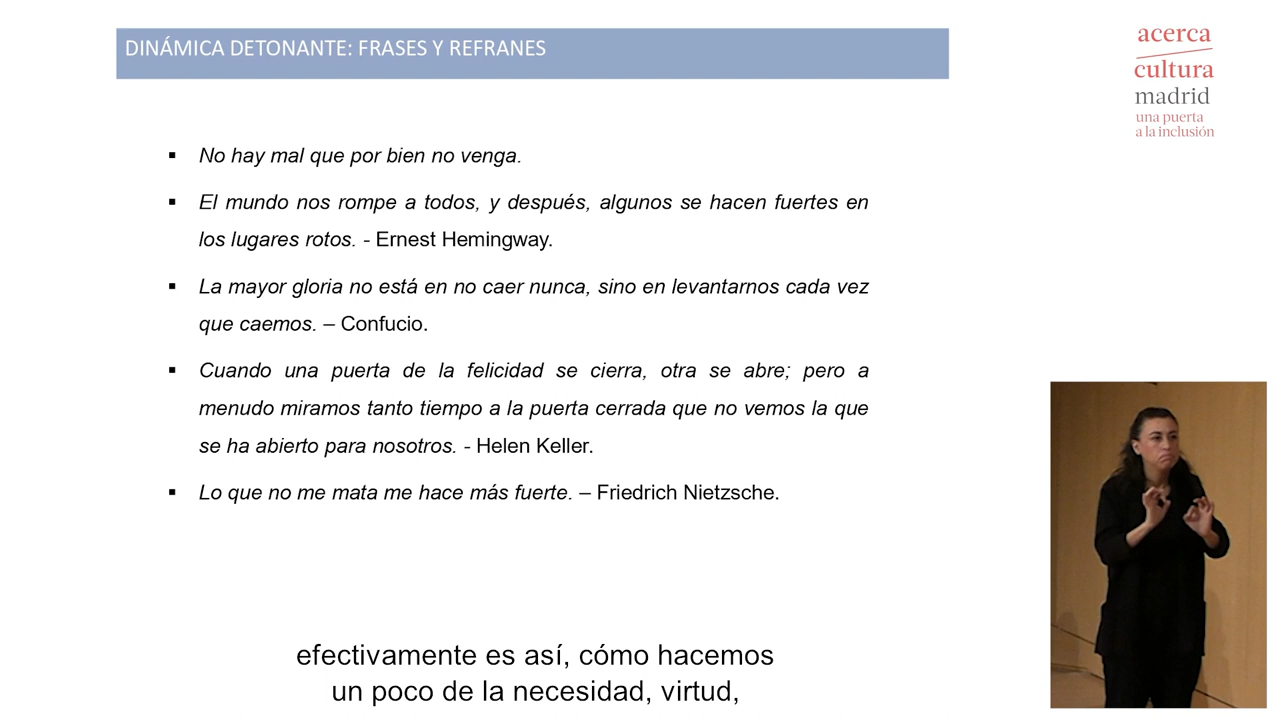 DINÁMICA DETONANTE: FRASES Y REFRANES
acerca
cultura
madrid
una puerta
a la inclusión
▪ No hay mal que por bien no venga.
▪ El mundo nos rompe a todos, y después, algunos se hacen fuertes en
los lugares rotos. - Ernest Hemingway.
▪ La mayor gloria no está en no caer nunca, sino en levantarnos cada vez
que caemos. – Confucio.
▪ Cuando una puerta de la felicidad se cierra, otra se abre; pero a
menudo miramos tanto tiempo a la puerta cerrada que no vemos la que
se ha abierto para nosotros. - Helen Keller.
▪ Lo que no me mata me hace más fuerte. – Friedrich Nietzsche.
efectivamente es así, cómo hacemos
un poco de la necesidad, virtud,